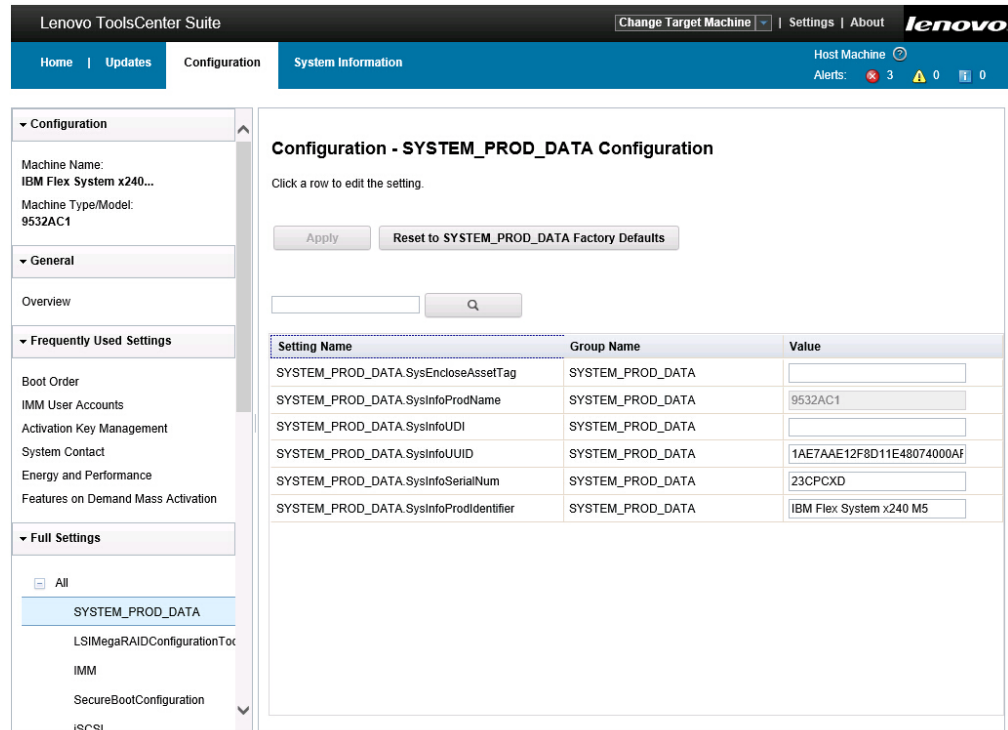 Lenovo ToolsCenter Suite
Change Target Machine | Settings | About lenovo
Home | Updates Configuration System Information
Host Machine ?
Alerts: 3 0 0
Configuration
Machine Name:
IBM Flex System x240...
Machine Type/Model:
9532AC1
General
Overview
Frequently Used Settings
Boot Order
IMM User Accounts
Activation Key Management
System Contact
Energy and Performance
Features on Demand Mass Activation
Full Settings
All
SYSTEM_PROD_DATA
LSIMegaRAIDConfigurationToo
IMM
SecureBootConfiguration
iSCSI
Configuration - SYSTEM_PROD_DATA Configuration
Click a row to edit the setting.
Apply Reset to SYSTEM_PROD_DATA Factory Defaults
Setting Name Group Name Value
SYSTEM_PROD_DATA.SysEncloseAssetTag SYSTEM_PROD_DATA
SYSTEM_PROD_DATA.SysInfoProdName SYSTEM_PROD_DATA 9532AC1
SYSTEM_PROD_DATA.SysInfoUDI SYSTEM_PROD_DATA
SYSTEM_PROD_DATA.SysInfoUUID SYSTEM_PROD_DATA 1AE7AAE12F8D11E48074000AF
SYSTEM_PROD_DATA.SysInfoSerialNum SYSTEM_PROD_DATA 23CPCXD
SYSTEM_PROD_DATA.SysInfoProdIdentifier SYSTEM_PROD_DATA IBM Flex System x240 M5